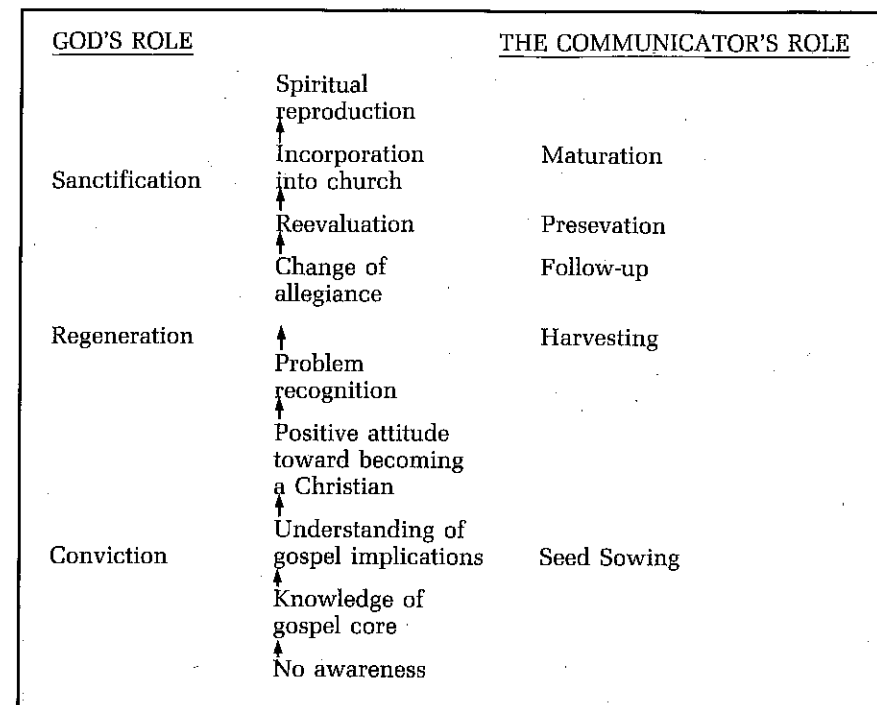 GOD'S ROLE
THE COMMUNICATOR'S ROLE
Spiritual
reproduction
Incorporation
Maturation
Sanctification
into church
Reevaluation
Presevation
Change of
Follow-up
allegiance
Regeneration
Harvesting
Problem
recognition
Positive attitude
toward becoming
a Christian
Understanding of
Conviction
gospel implications
Seed Sowing
Knowledge of
gospel core
No awareness